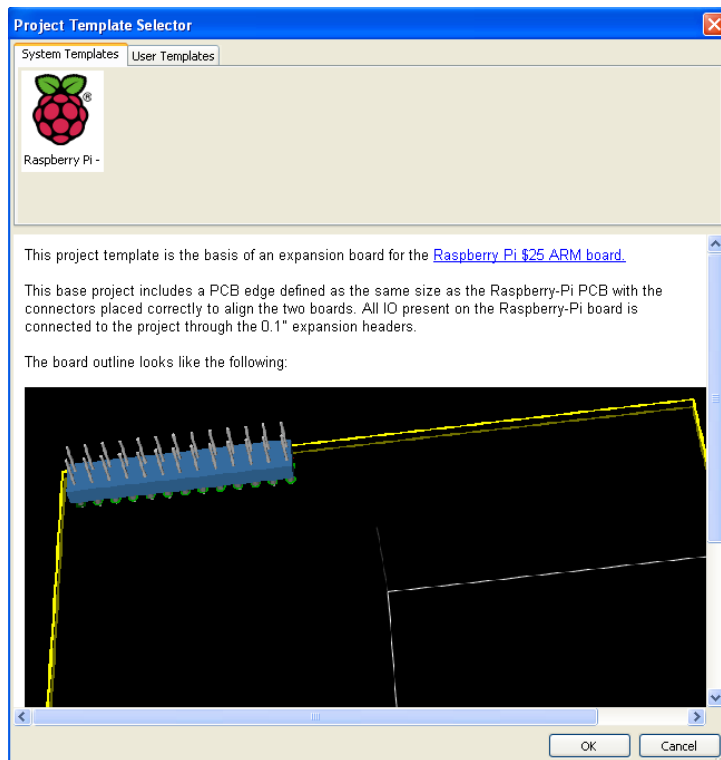 Project Template Selector
System Templates User Templates
®
Raspberry Pi -
This project template is the basis of an expansion board for the Raspberry Pi $25 ARM board.
This base project includes a PCB edge defined as the same size as the Raspberry-Pi PCB with the
connectors placed correctly to align the two boards. All IO present on the Raspberry-Pi board is
connected to the project through the 0.1" expansion headers.
The board outline looks like the following:
OK Cancel